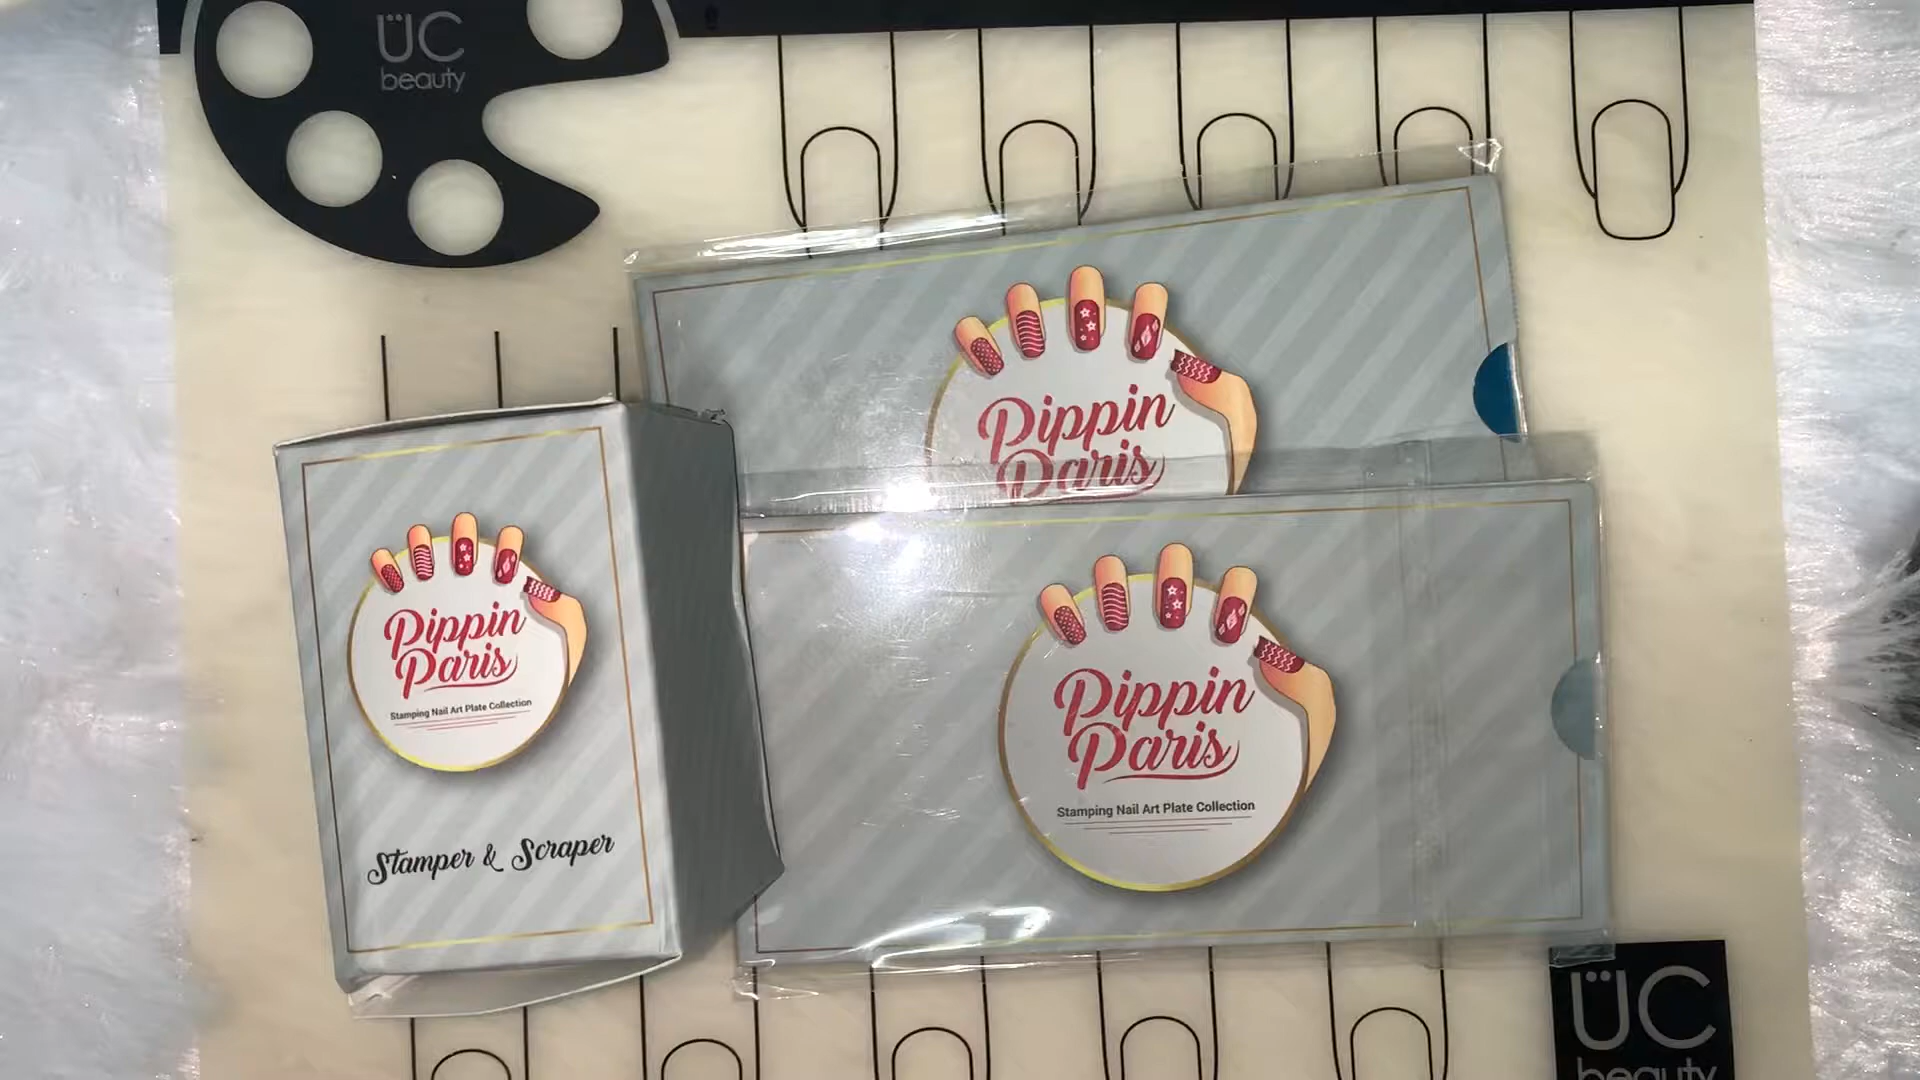 ÜC
beauty
Pippin
Paris
Pippin
Paris
Stamping Nail Art Plate Collection
Stamper & Scraper
Pippin
Paris
Stamping Nail Art Plate Collection
ÜC
beauty